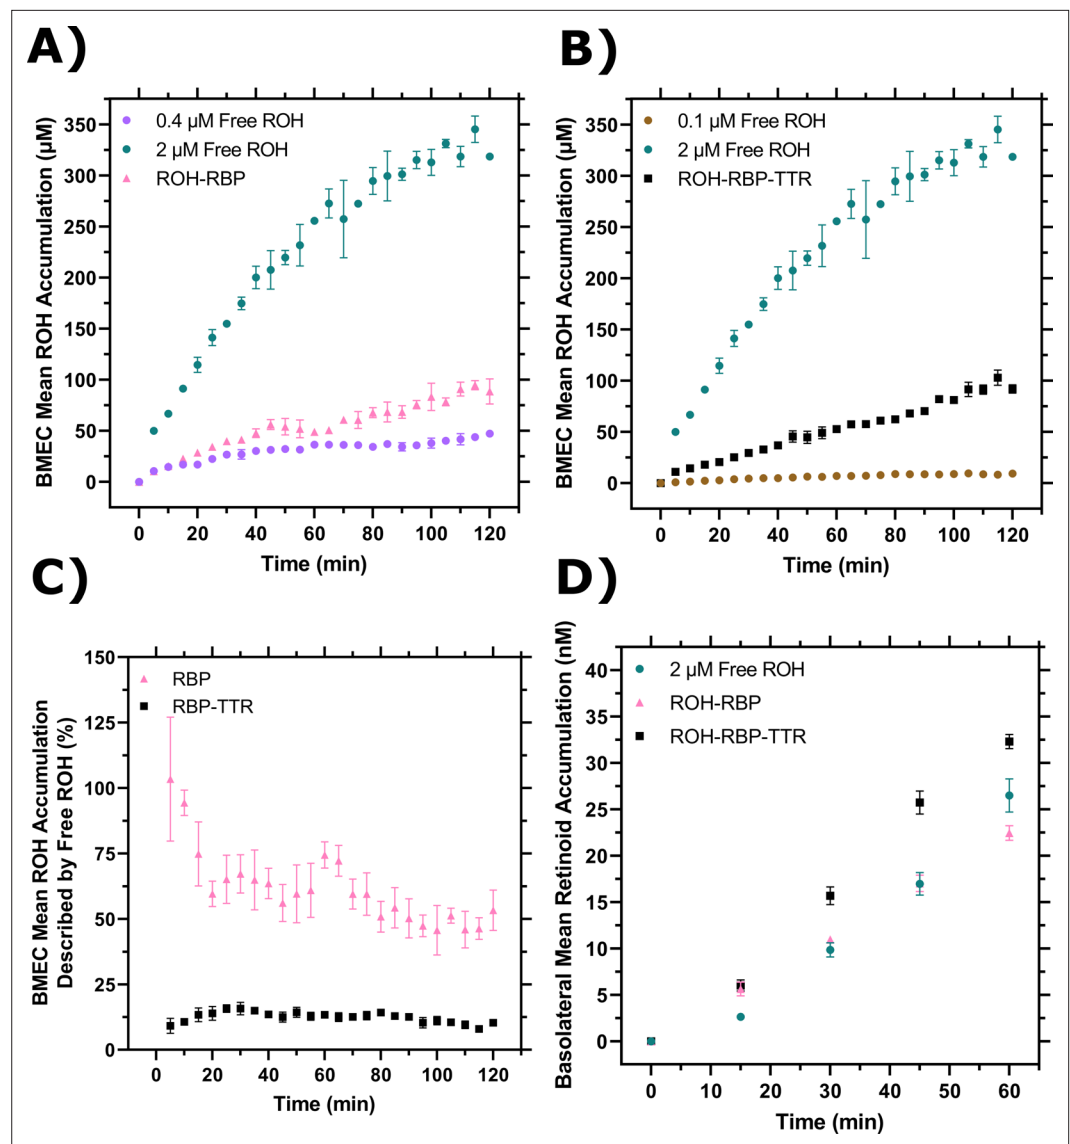 A)
0.4 µM Free ROH
2 µM Free ROH
ROH-RBP
BMEC Mean ROH Accumulation (µM)
350
300
250
200
150
100
50
0
0 20 40 60 80 100 120
Time (min)
B)
0.1 µM Free ROH
2 µM Free ROH
ROH-RBP-TTR
BMEC Mean ROH Accumulation (µM)
350
300
250
200
150
100
50
0
0 20 40 60 80 100 120
Time (min)
C)
RBP
RBP-TTR
BMEC Mean ROH Accumulation
Described by Free ROH (%)
150
125
100
75
50
25
0
0 20 40 60 80 100 120
Time (min)
D)
2 µM Free ROH
ROH-RBP
ROH-RBP-TTR
Basolateral Mean Retinoid Accumulation (nM)
40
35
30
25
20
15
10
5
0
0 10 20 30 40 50 60
Time (min)